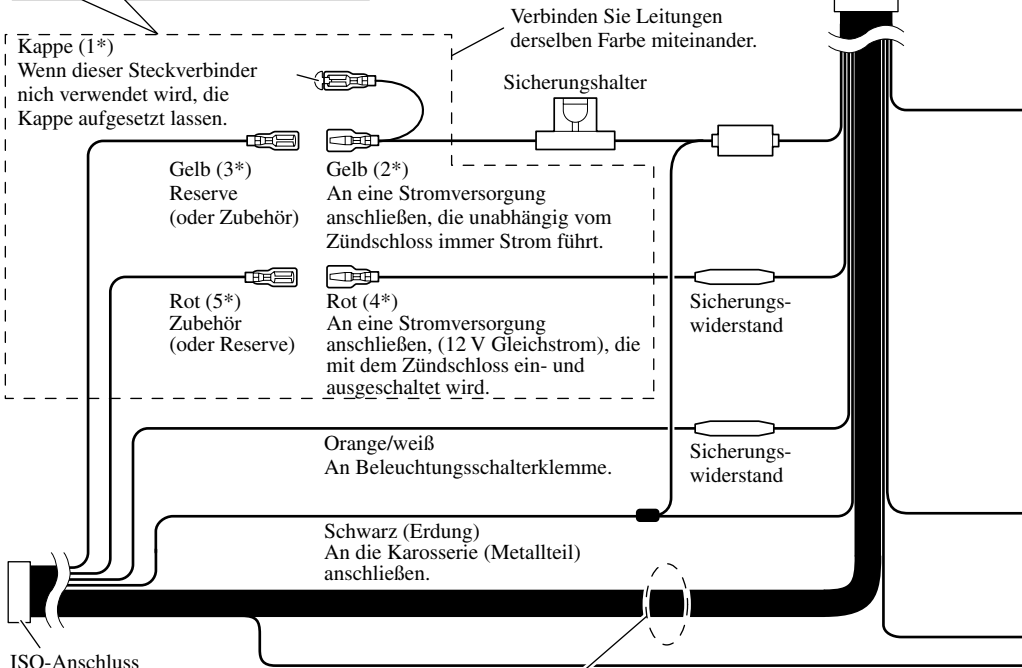 Verbinden Sie Leitungen
derselben Farbe miteinander.
Kappe (1*)
Wenn dieser Steckverbinder
nich verwendet wird, die
Kappe aufgesetzt lassen.
Sicherungshalter
Gelb (3*)
Reserve
(oder Zubehör)
Gelb (2*)
An eine Stromversorgung
anschließen, die unabhängig vom
Zündschloss immer Strom führt.
Rot (5*)
Zubehör
(oder Reserve)
Rot (4*)
An eine Stromversorgung
anschließen, (12 V Gleichstrom), die
mit dem Zündschloss ein- und
ausgeschaltet wird.
Sicherungs-
widerstand
Orange/weiß
An Beleuchtungsschalterklemme.
Sicherungs-
widerstand
Schwarz (Erdung)
An die Karosserie (Metallteil)
anschließen.
ISO-Anschluss